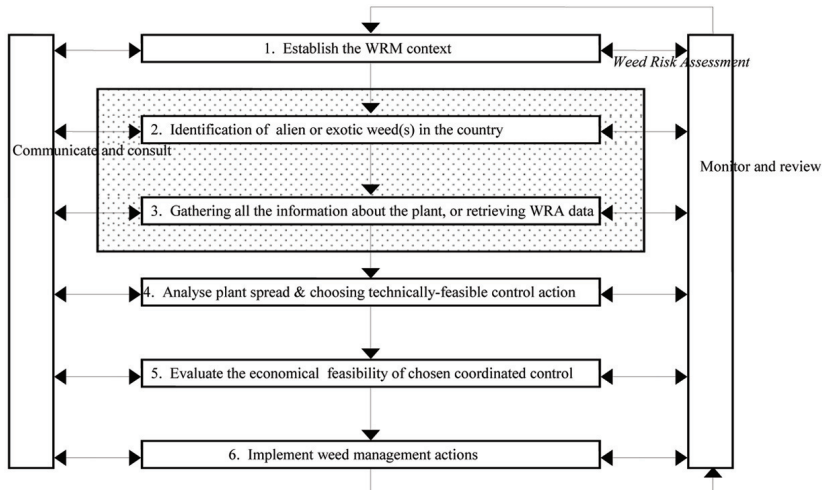 1. Establish the WRM context
Weed Risk Assessment
2. Identification of alien or exotic weed(s) in the country
Communicate and consult
Monitor and review
3. Gathering all the information about the plant, or retrieving WRA data
4. Analyse plant spread & choosing technically-feasible control action
5. Evaluate the economical feasibility of chosen coordinated control
6. Implement weed management actions